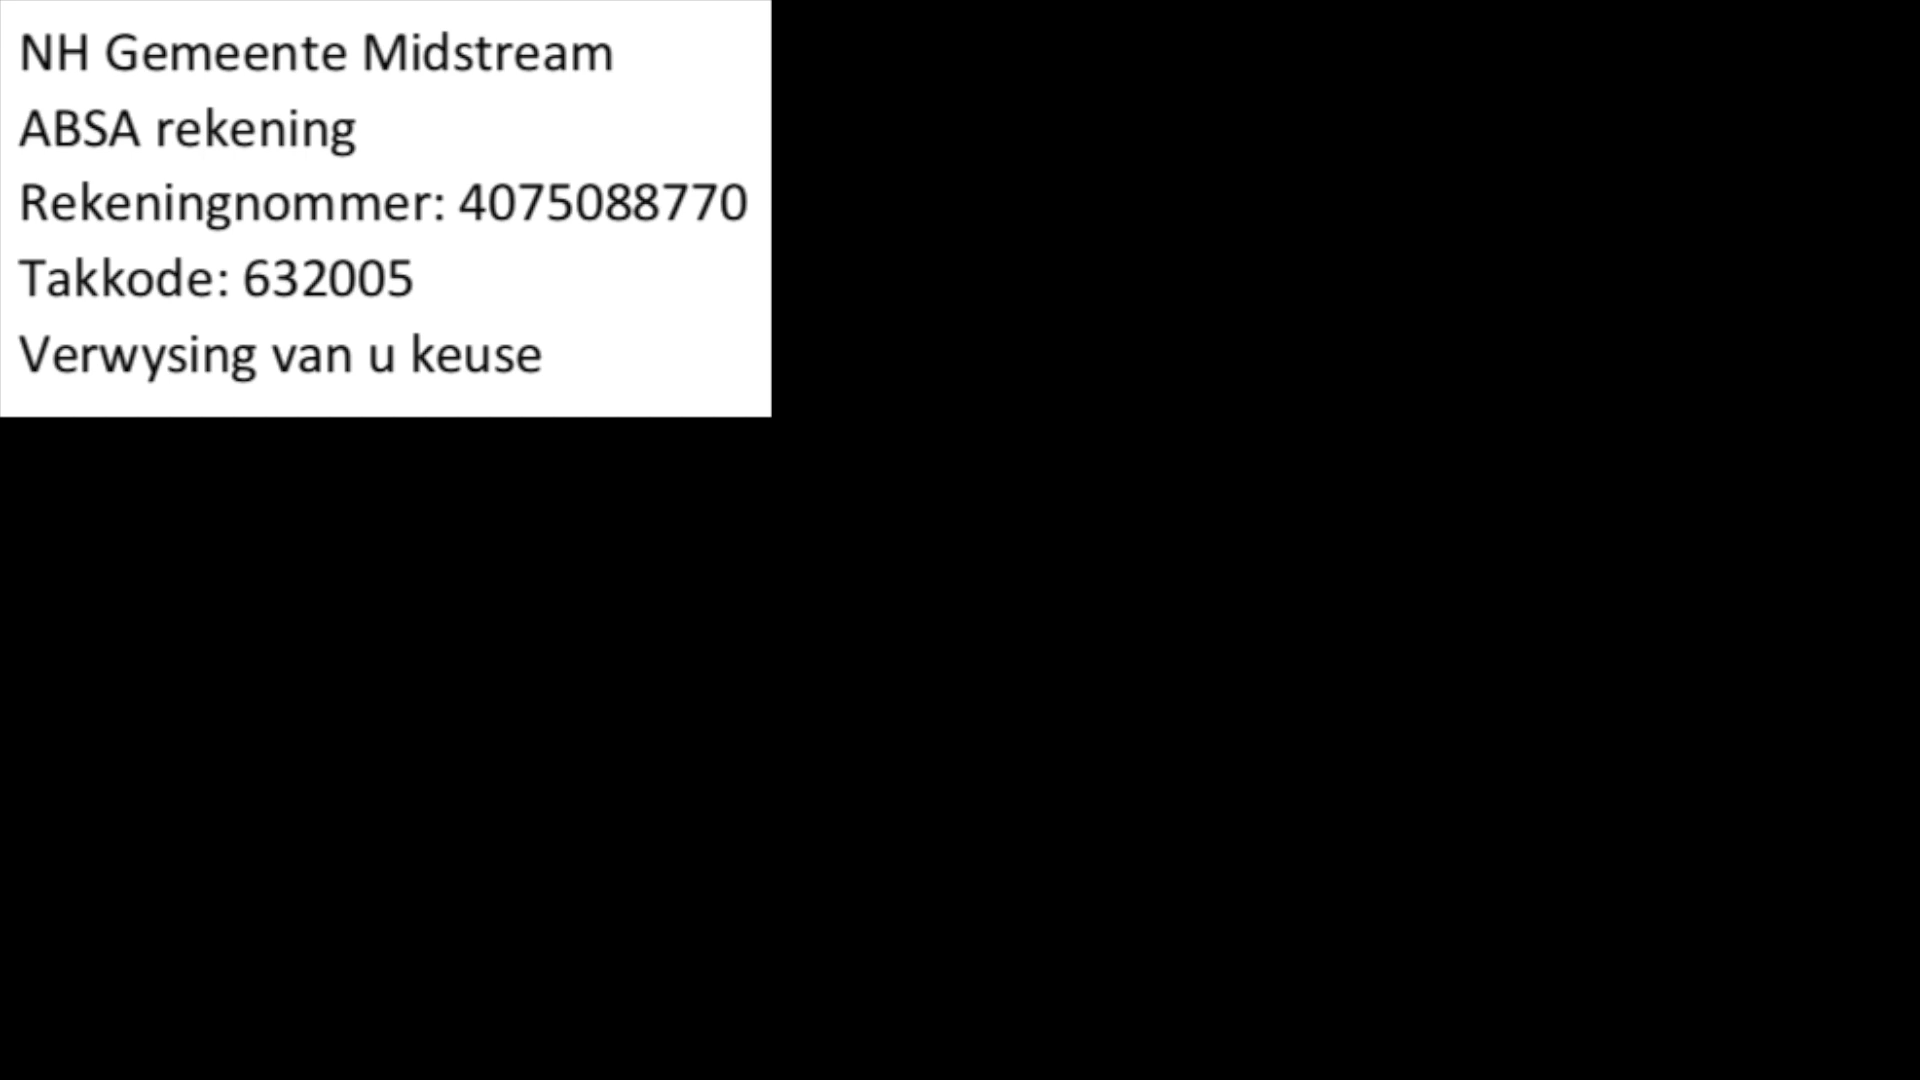 NH Gemeente Midstream
ABSA rekening
Rekeningnommer: 4075088770
Takkode: 632005
Verwysing van u keuse